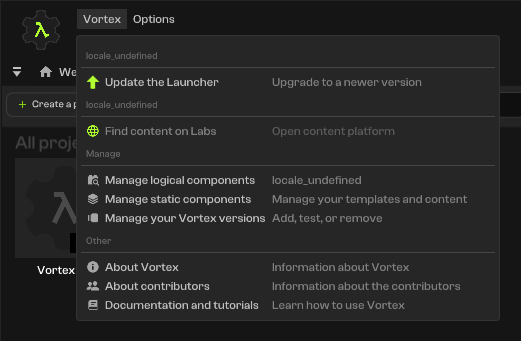 Vortex Options
locale_undefined
We
Update the Launcher Upgrade to a newer version
Create a p
locale_undefined
Find content on Labs Open content platform
All proje
Manage
Manage logical components locale_undefined
Manage static components Manage your templates and content
Manage your Vortex versions Add, test, or remove
Other
About Vortex Information about Vortex
Vortex
About contributors Information about the contributors
Documentation and tutorials Learn how to use Vortex